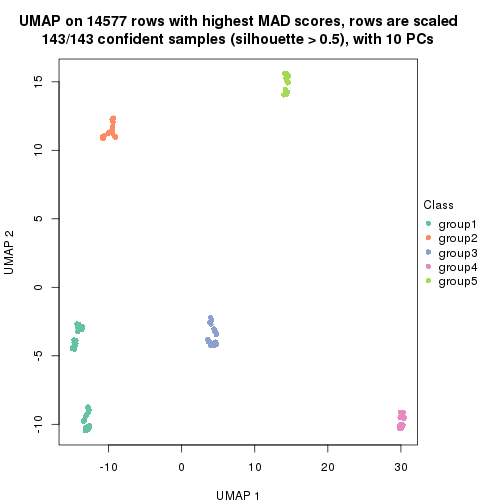 UMAP on 14577 rows with highest MAD scores, rows are scaled
143/143 confident samples (silhouette > 0.5), with 10 PCs
15
10
5
0
-5
-10
UMAP 2
-10 0 10 20 30
UMAP 1
Class
group1
group2
group3
group4
group5